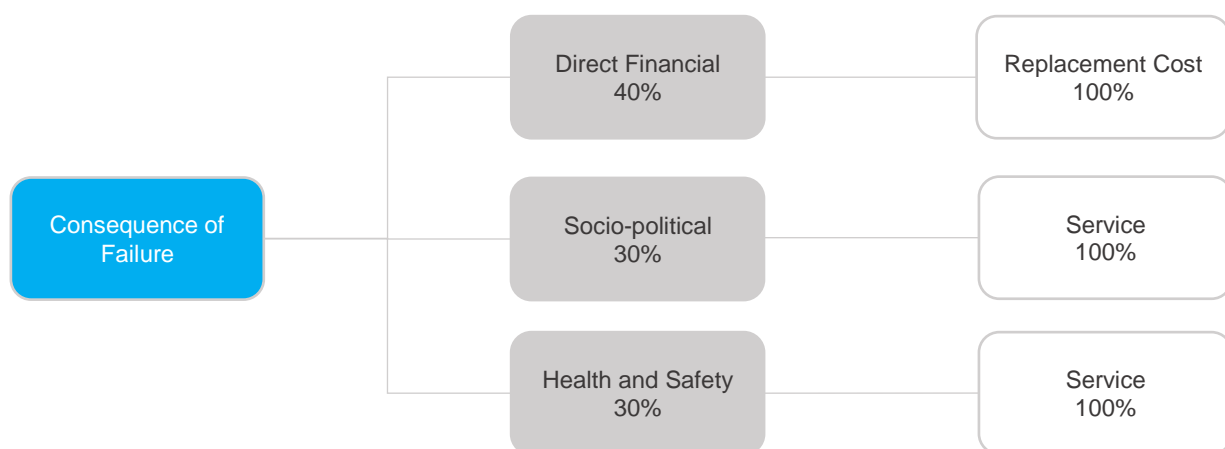 Direct Financial
40%
Replacement Cost
100%
Consequence of
Failure
Socio-political
30%
Service
100%
Health and Safety
30%
Service
100%